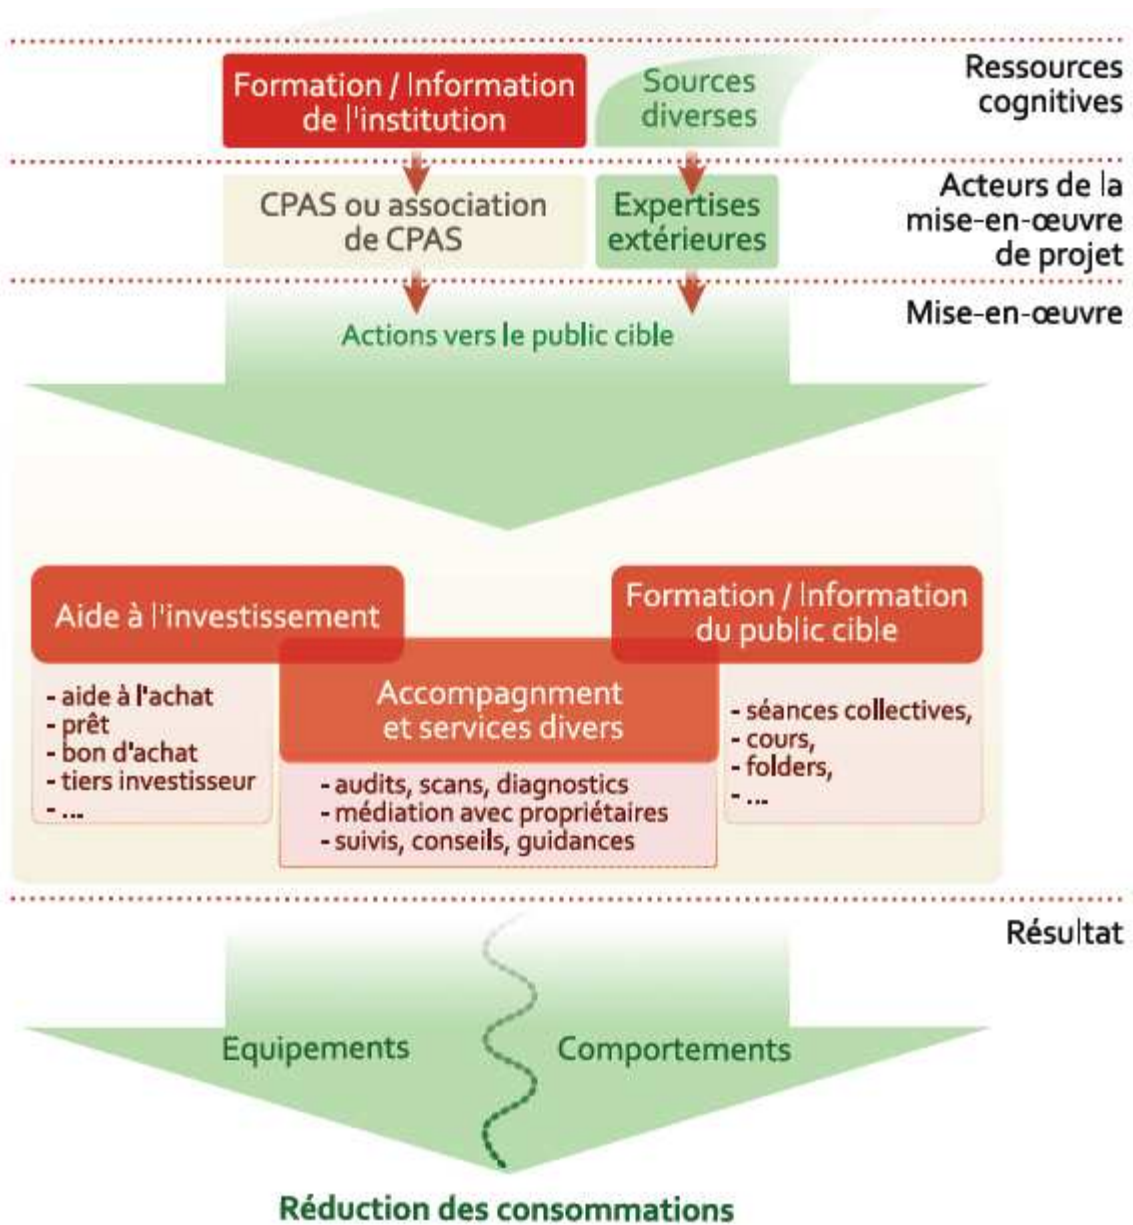 Formation / Information
de l'institution
Sources
diverses
Ressources
cognitives
CPAS ou association
de CPAS
Expertises
extérieures
Acteurs de la
mise-en-œuvre
de projet
Mise-en-œuvre
Actions vers le public cible
Aide à l'investissement
- aide à l'achat
- prêt
- bon d'achat
- tiers investisseur
- ...
Accompagnment
et services divers
- audits, scans, diagnostics
- médiation avec propriétaires
- suivis, conseils, guidances
Formation / Information
du public cible
- séances collectives,
- cours,
- folders,
- ...
Résultat
Equipements
Comportements
Réduction des consommations